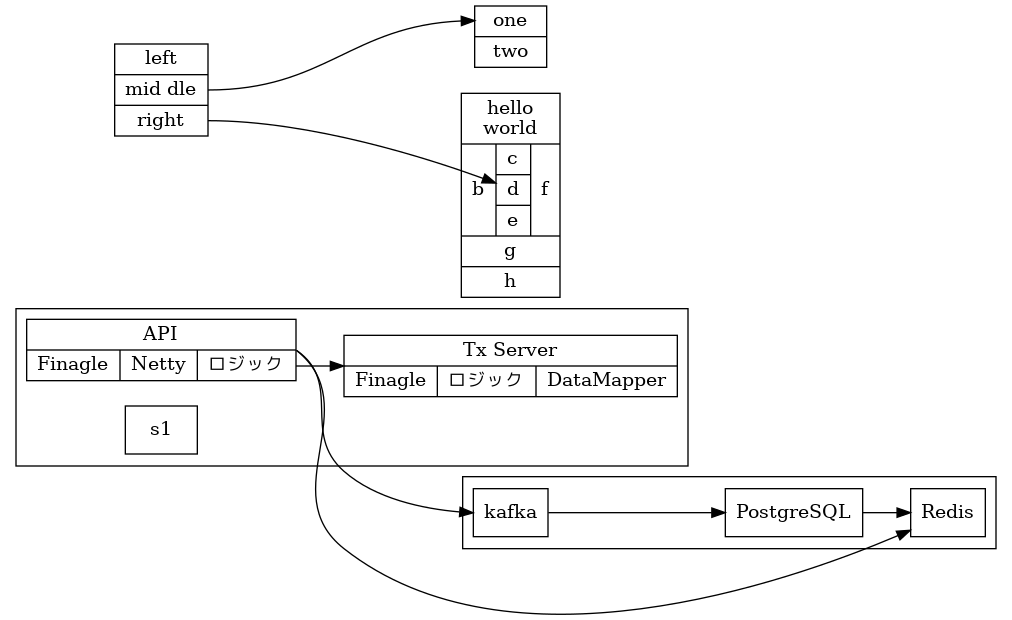 left
mid dle
right
one
two
hello
world
b
c
d
e
f
g
h
API
Finagle
Netty
ロジック
Tx Server
Finagle
ロジック
DataMapper
s1
kafka
PostgreSQL
Redis